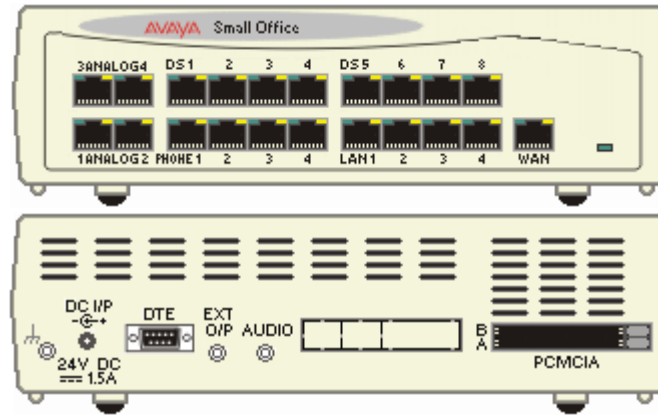 AVAYA Small Office
3ANALOG4 DS1 2 3 4 DS5 6 7 8
1ANALOG2 PHONE1 2 3 4 LAN1 2 3 4 WAN
DC I/P
- +
DTE
EXT
O/P
AUDIO
24V DC
1.5A
B
A
PCMCIA